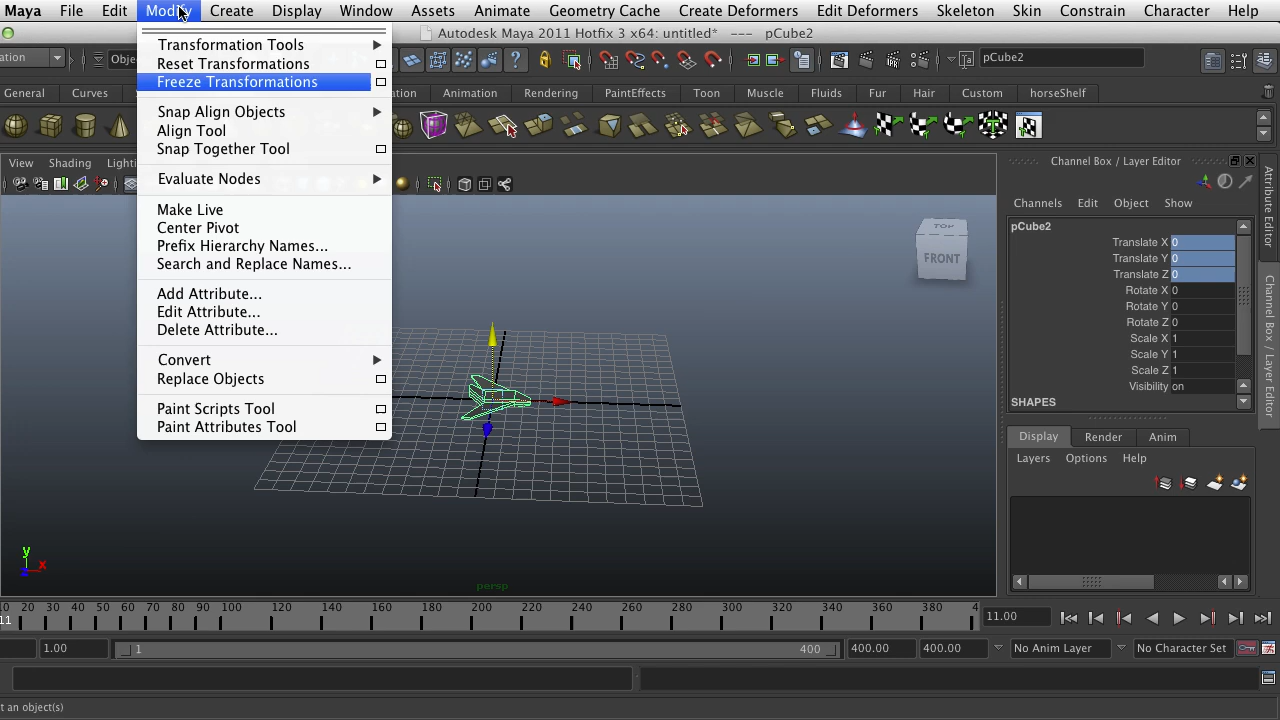 Maya File Edit Modify Create Display Window Assets Animate Geometry Cache Create Deformers Edit Deformers Skeleton Skin Constrain Character Help
Autodesk Maya 2011 Hotfix 3 x64: untitled* --- pCube2
ation Obje pCube2
General Curves ation Animation Rendering PaintEffects Toon Muscle Fluids Fur Hair Custom horseShelf
Transformation Tools
Reset Transformations
Freeze Transformations
Snap Align Objects
Align Tool
Snap Together Tool
Evaluate Nodes
Make Live
Center Pivot
Prefix Hierarchy Names...
Search and Replace Names...
Add Attribute...
Edit Attribute...
Delete Attribute...
Convert
Replace Objects
Paint Scripts Tool
Paint Attributes Tool
View Shading Lighti
TOP
FRONT
y
x
z
persp
Channel Box / Layer Editor
Channels Edit Object Show
pCube2
Translate X 0
Translate Y 0
Translate Z 0
Rotate X 0
Rotate Y 0
Rotate Z 0
Scale X 1
Scale Y 1
Scale Z 1
Visibility on
SHAPES
Display Render Anim
Layers Options Help
Attribute Editor
Channel Box / Layer Editor
10 20 30 40 50 60 70 80 90 100 120 140 160 180 200 220 240 260 280 300 320 340 360 380 4
11 11.00
1.00 1 400 400.00 400.00 No Anim Layer No Character Set
t an object(s)